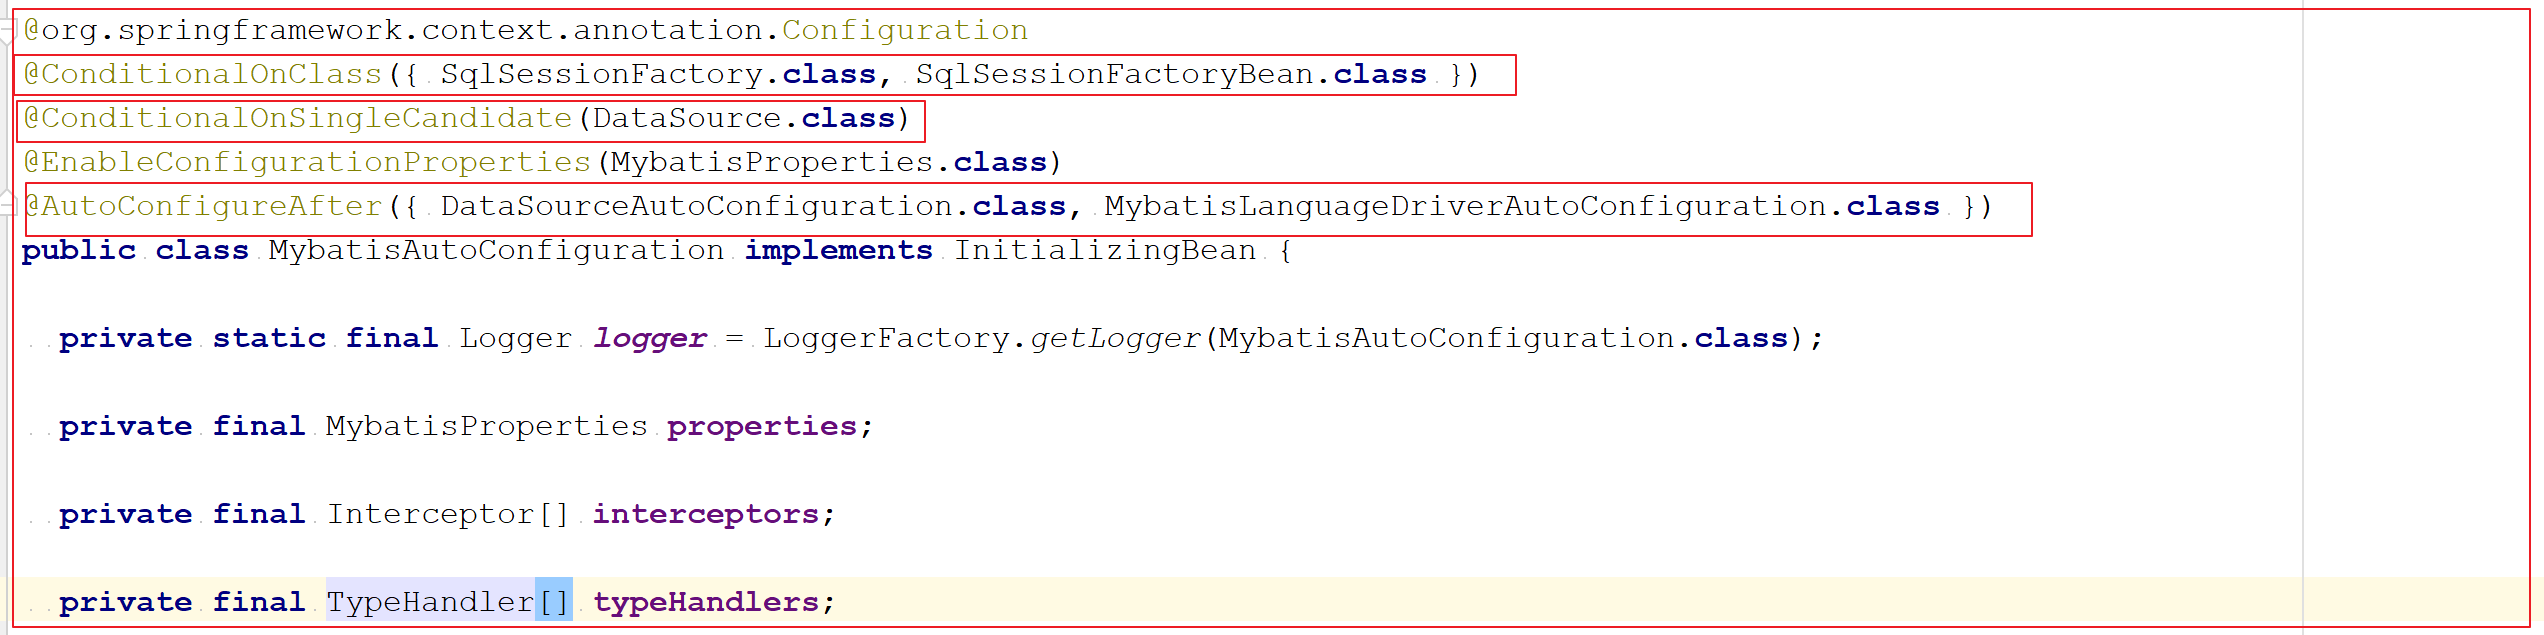 @org.springframework.context.annotation.Configuration
@ConditionalOnClass({ SqlSessionFactory.class, SqlSessionFactoryBean.class })
@ConditionalOnSingleCandidate(DataSource.class)
@EnableConfigurationProperties(MybatisProperties.class)
@AutoConfigureAfter({ DataSourceAutoConfiguration.class, MybatisLanguageDriverAutoConfiguration.class })
public class MybatisAutoConfiguration implements InitializingBean {
private static final Logger logger = LoggerFactory.getLogger(MybatisAutoConfiguration.class);
private final MybatisProperties properties;
private final Interceptor[] interceptors;
private final TypeHandler[] typeHandlers;